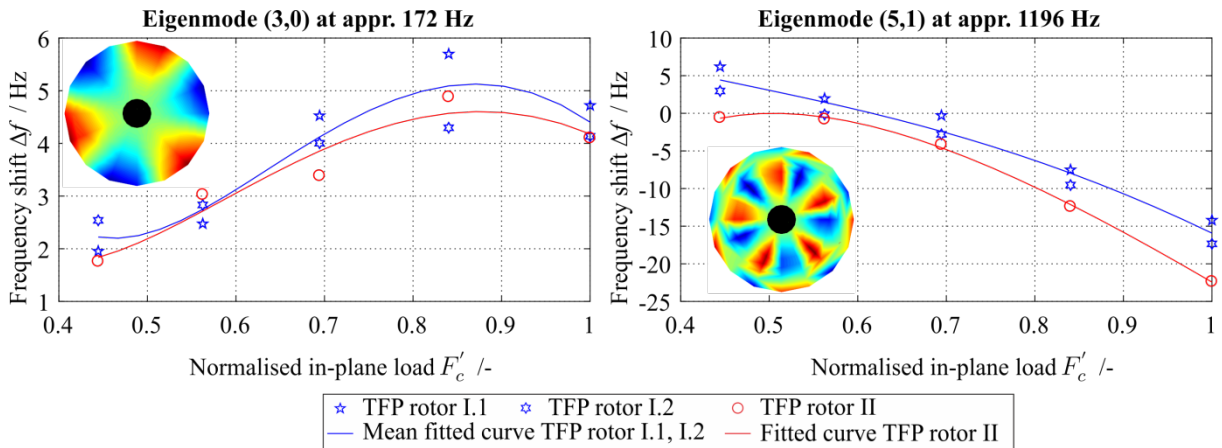 Eigenmode (3,0) at appr. 172 Hz
Frequency shift Δf / Hz
6
5
4
3
2
1
0.4 0.5 0.6 0.7 0.8 0.9 1
Normalised in-plane load F′c /-
Eigenmode (5,1) at appr. 1196 Hz
Frequency shift Δf / Hz
10
5
0
-5
-10
-15
-20
-25
0.4 0.5 0.6 0.7 0.8 0.9 1
Normalised in-plane load F′c /-
TFP rotor I.1 TFP rotor I.2 TFP rotor II
Mean fitted curve TFP rotor I.1, I.2 Fitted curve TFP rotor II